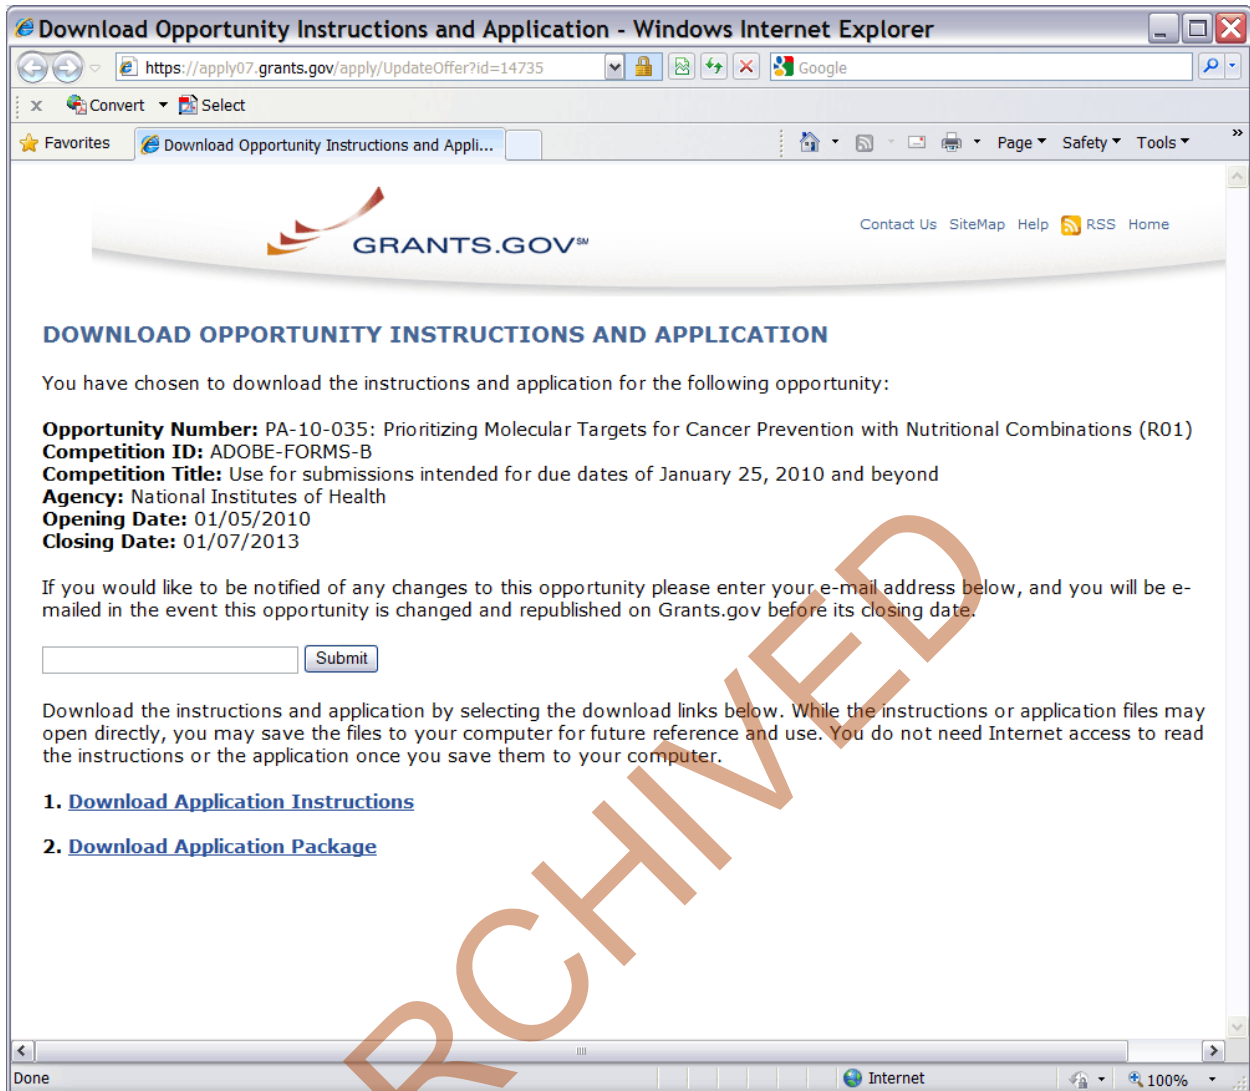 Download Opportunity Instructions and Application - Windows Internet Explorer
https://apply07.grants.gov/apply/UpdateOffer?id=14735
Google
x Convert Select
Favorites Download Opportunity Instructions and Appli... Page Safety Tools »
GRANTS.GOV℠
Contact Us SiteMap Help RSS Home
DOWNLOAD OPPORTUNITY INSTRUCTIONS AND APPLICATION
You have chosen to download the instructions and application for the following opportunity:
Opportunity Number: PA-10-035: Prioritizing Molecular Targets for Cancer Prevention with Nutritional Combinations (R01)
Competition ID: ADOBE-FORMS-B
Competition Title: Use for submissions intended for due dates of January 25, 2010 and beyond
Agency: National Institutes of Health
Opening Date: 01/05/2010
Closing Date: 01/07/2013
If you would like to be notified of any changes to this opportunity please enter your e-mail address below, and you will be e-
mailed in the event this opportunity is changed and republished on Grants.gov before its closing date.
Submit
Download the instructions and application by selecting the download links below. While the instructions or application files may
open directly, you may save the files to your computer for future reference and use. You do not need Internet access to read
the instructions or the application once you save them to your computer.
1. Download Application Instructions
2. Download Application Package
RCHIVED
Done Internet 100%